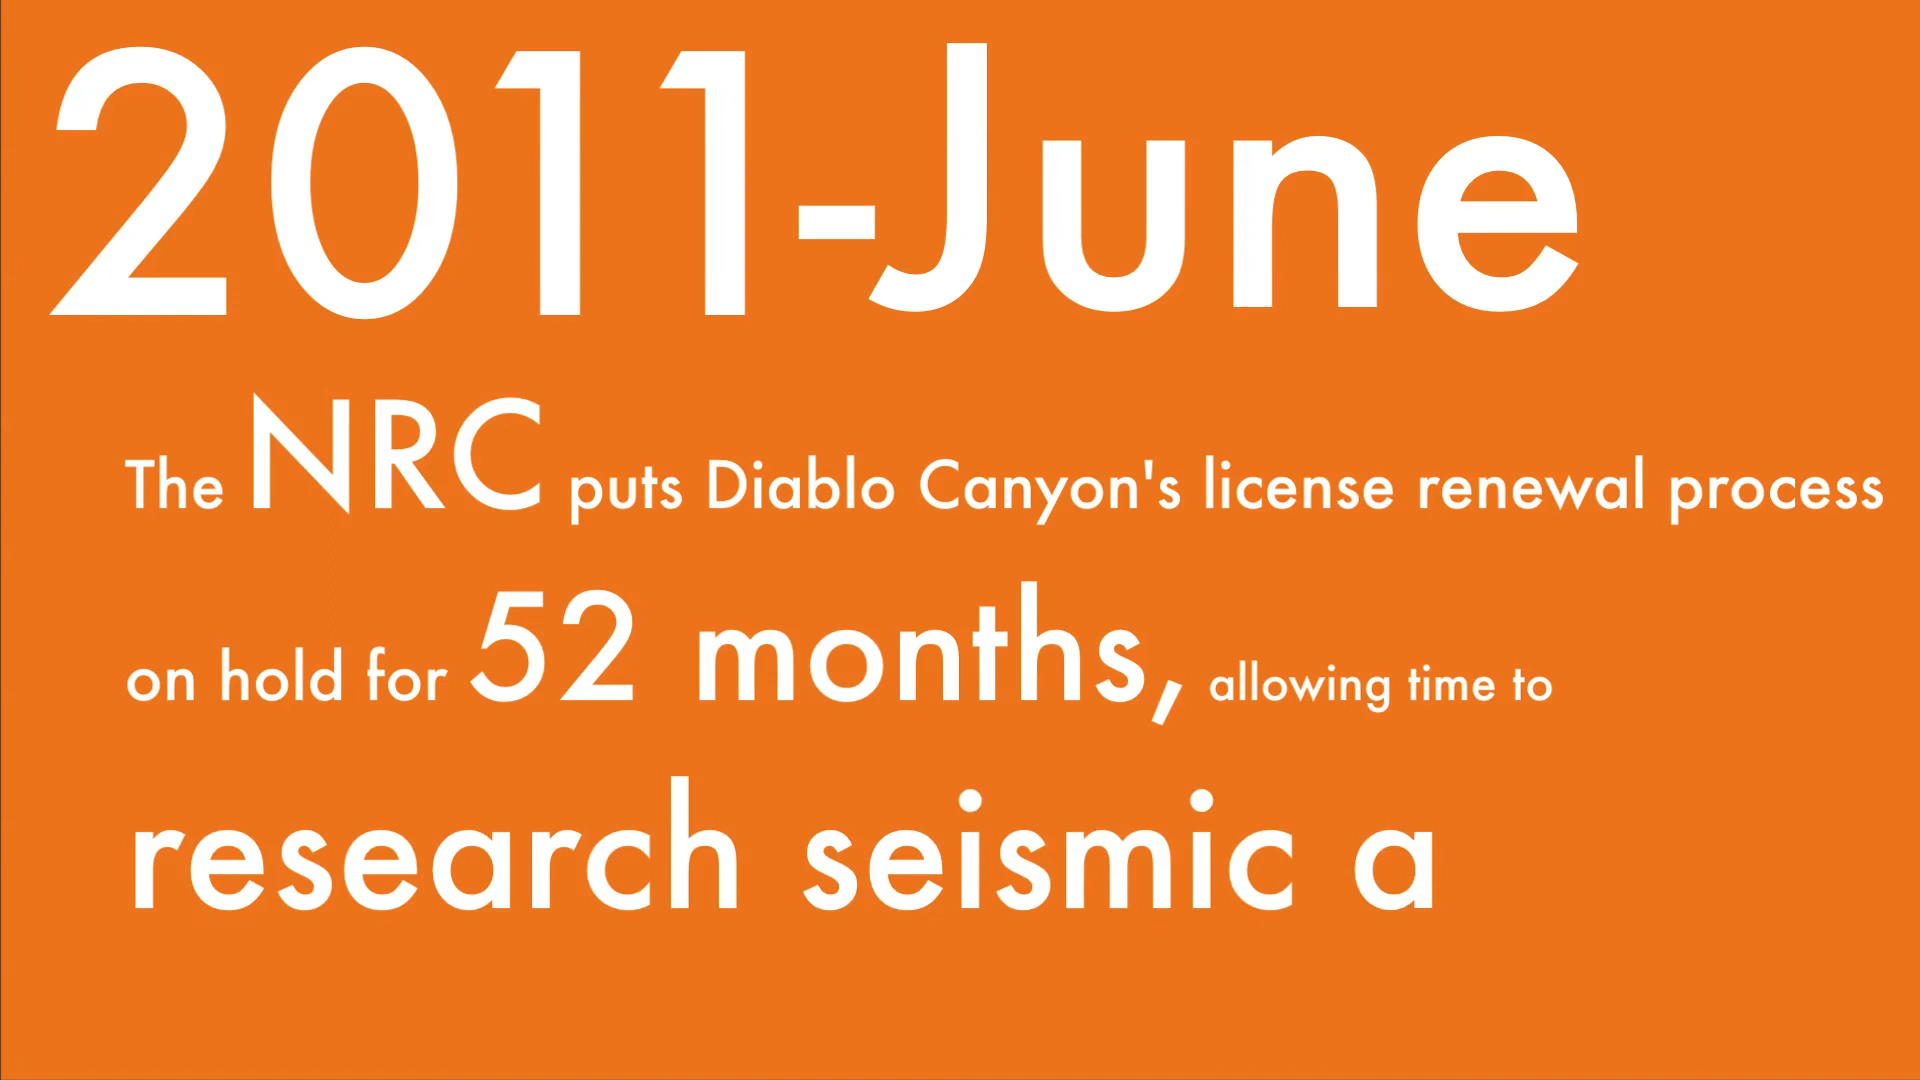 2011-June
The NRC puts Diablo Canyon's license renewal process
on hold for 52 months, allowing time to
research seismic a